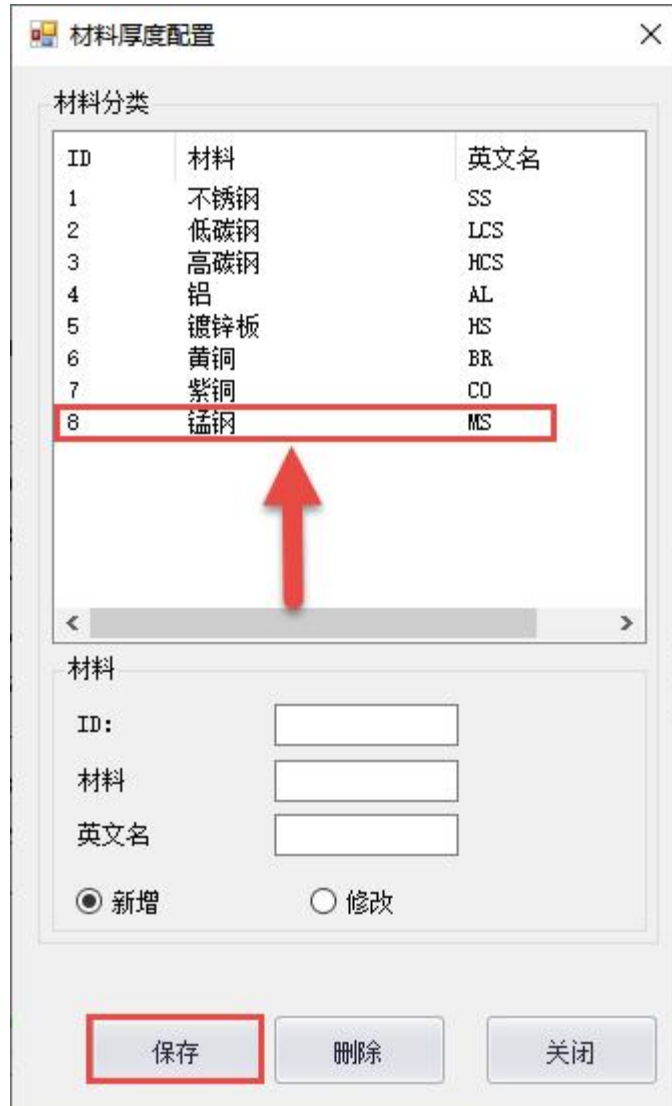 材料厚度配置
材料分类
ID 材料 英文名
1 不锈钢 SS
2 低碳钢 LCS
3 高碳钢 HCS
4 铝 AL
5 镀锌板 HS
6 黄铜 BR
7 紫铜 CO
8 锰钢 MS
材料
ID:
材料
英文名
新增 修改
保存 删除 关闭